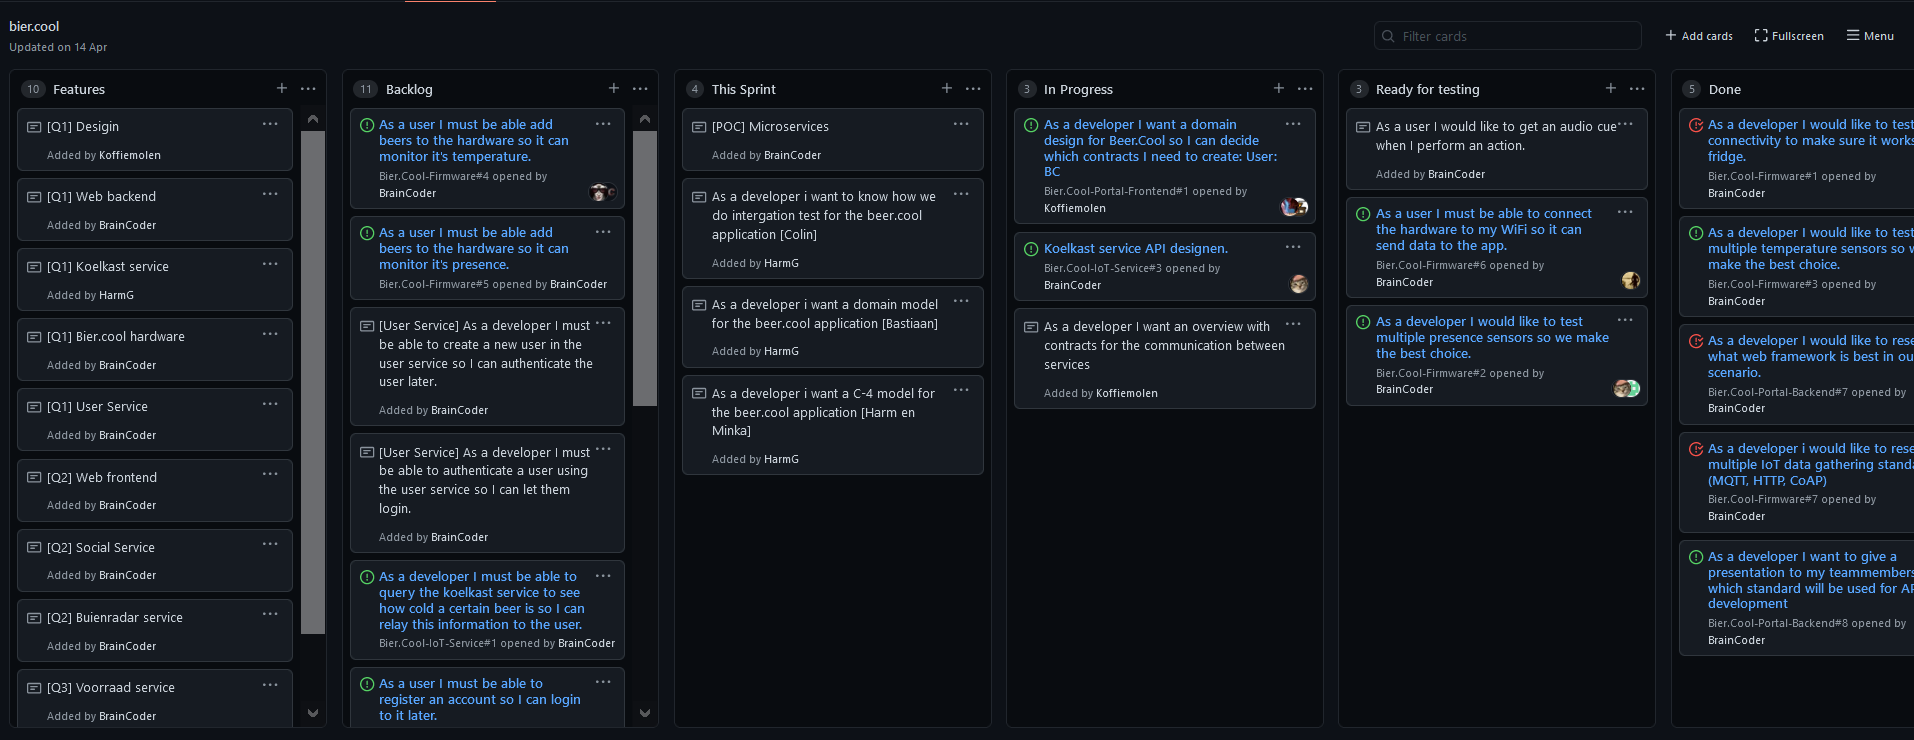 bier.cool
Updated on 14 Apr
Filter cards
Add cards
Fullscreen
Menu
10 Features
[Q1] Desigin
Added by Koffiemolen
[Q1] Web backend
Added by BrainCoder
[Q1] Koelkast service
Added by HarmG
[Q1] Bier.cool hardware
Added by BrainCoder
[Q1] User Service
Added by BrainCoder
[Q2] Web frontend
Added by BrainCoder
[Q2] Social Service
Added by BrainCoder
[Q2] Buienradar service
Added by BrainCoder
[Q3] Voorraad service
Added by BrainCoder
11 Backlog
As a user I must be able add
beers to the hardware so it can
monitor it's temperature.
Bier.Cool-Firmware#4 opened by
BrainCoder
As a user I must be able add
beers to the hardware so it can
monitor it's presence.
Bier.Cool-Firmware#5 opened by BrainCoder
[User Service] As a developer I must
be able to create a new user in the
user service so I can authenticate the
user later.
Added by BrainCoder
[User Service] As a developer I must
be able to authenticate a user using
the user service so I can let them
login.
Added by BrainCoder
As a developer I must be able to
query the koelkast service to see
how cold a certain beer is so I can
relay this information to the user.
Bier.Cool-IoT-Service#1 opened by BrainCoder
As a user I must be able to
register an account so I can login
to it later.
4 This Sprint
[POC] Microservices
Added by BrainCoder
As a developer i want to know how we
do intergation test for the beer.cool
application [Colin]
Added by HarmG
As a developer i want a domain model
for the beer.cool application [Bastiaan]
Added by HarmG
As a developer i want a C-4 model for
the beer.cool application [Harm en
Minka]
Added by HarmG
3 In Progress
As a developer I want a domain
design for Beer.Cool so I can decide
which contracts I need to create: User:
BC
Bier.Cool-Portal-Frontend#1 opened by
Koffiemolen
Koelkast service API designen.
Bier.Cool-IoT-Service#3 opened by
BrainCoder
As a developer I want an overview with
contracts for the communication between
services
Added by Koffiemolen
3 Ready for testing
As a user I would like to get an audio cue
when I perform an action.
Added by BrainCoder
As a user I must be able to connect
the hardware to my WiFi so it can
send data to the app.
Bier.Cool-Firmware#6 opened by
BrainCoder
As a developer I would like to test
multiple presence sensors so we make
the best choice.
Bier.Cool-Firmware#2 opened by
BrainCoder
5 Done
As a developer I would like to test
connectivity to make sure it works
fridge.
Bier.Cool-Firmware#1 opened by
BrainCoder
As a developer I would like to test
multiple temperature sensors so
make the best choice.
Bier.Cool-Firmware#3 opened by
BrainCoder
As a developer I would like to rese
what web framework is best in ou
scenario.
Bier.Cool-Portal-Backend#7 opened by
BrainCoder
As a developer i would like to rese
multiple IoT data gathering standa
(MQTT, HTTP, CoAP)
Bier.Cool-Firmware#7 opened by
BrainCoder
As a developer I want to give a
presentation to my teammembers
which standard will be used for AP
development
Bier.Cool-Portal-Backend#8 opened by
BrainCoder